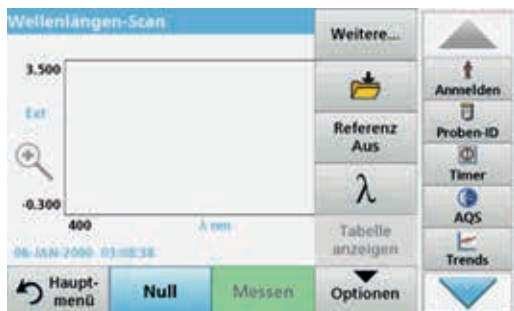 Wellenlängen-Scan
Weitere...
3.500
Anmelden
Ext
Referenz
Aus
Proben-ID
Timer
λ
-0.300
AQS
400
λ nm
Tabelle
anzeigen
06-JAN-2000 03:08:38
Trends
Haupt-
menü
Null
Messen
Optionen